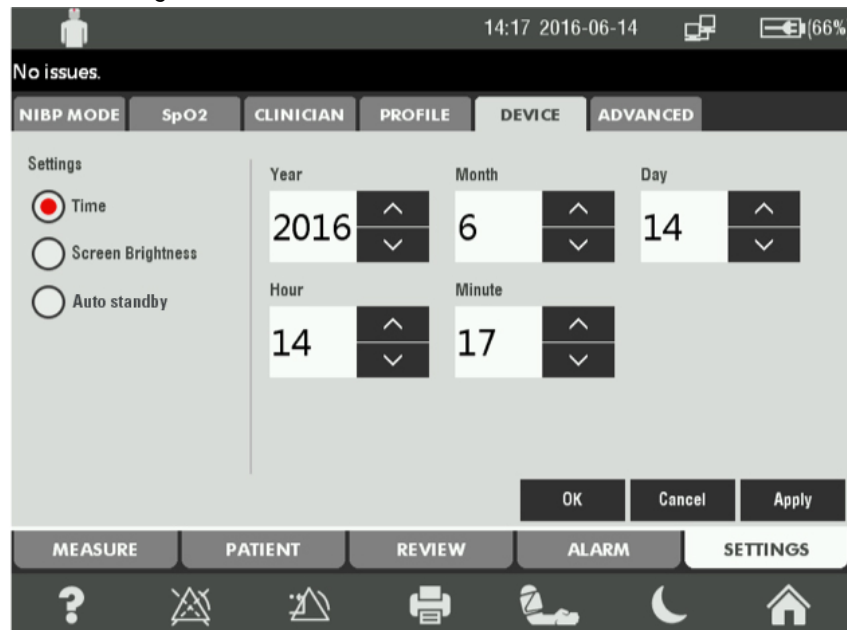 14:17 2016-06-14 (66%
No issues.
NIBP MODE SpO2 CLINICIAN PROFILE DEVICE ADVANCED
Settings
Time
Screen Brightness
Auto standby
Year Month Day
2016 6 14
Hour Minute
14 17
OK Cancel Apply
MEASURE PATIENT REVIEW ALARM SETTINGS
?